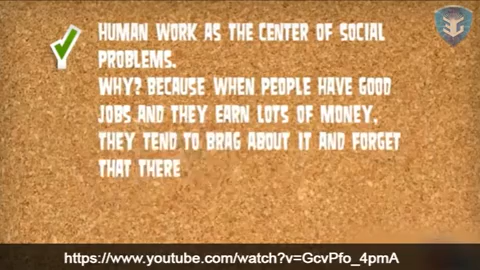 HUMAN WORK AS THE CENTER OF SOCIAL
PROBLEMS.
WHY? BECAUSE WHEN PEOPLE HAVE GOOD
JOBS AND THEY EARN LOTS OF MONEY,
THEY TEND TO BRAG ABOUT IT AND FORGET
THAT THERE
https://www.youtube.com/watch?v=GcvPfo_4pmA